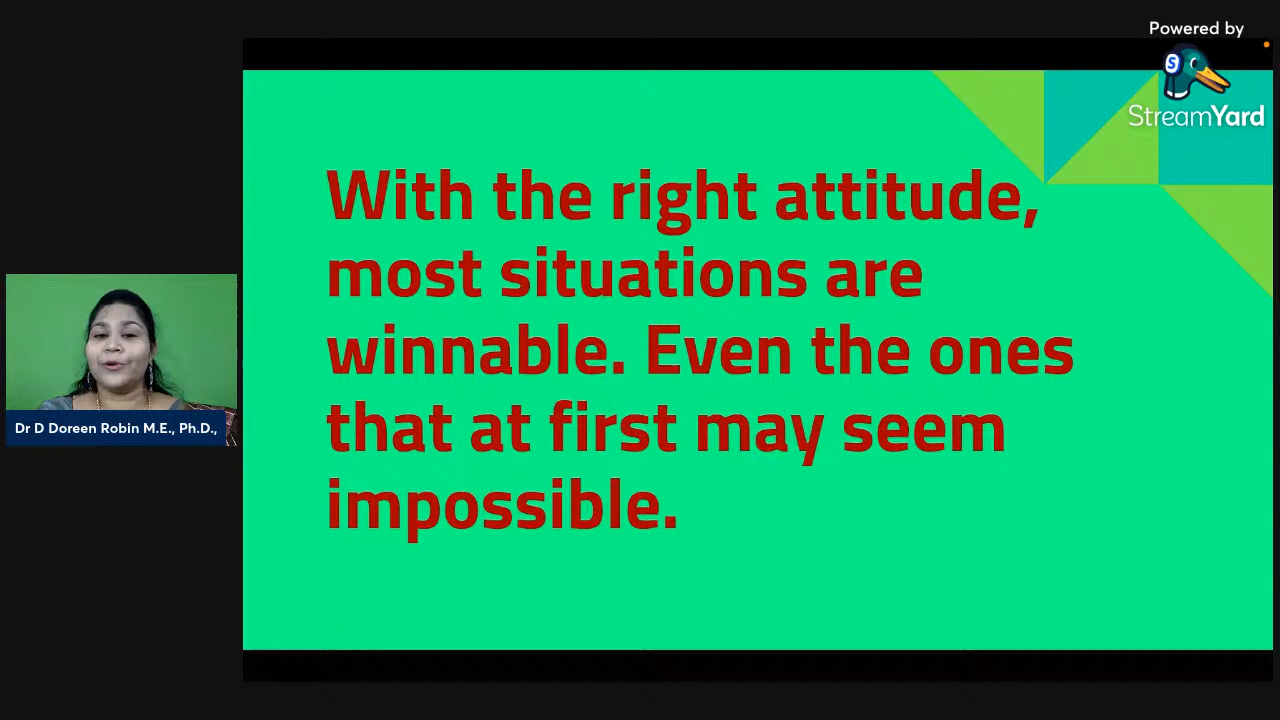 Powered by
S
StreamYard
With the right attitude,
most situations are
winnable. Even the ones
that at first may seem
impossible.
Dr D Doreen Robin M.E., Ph.D.,